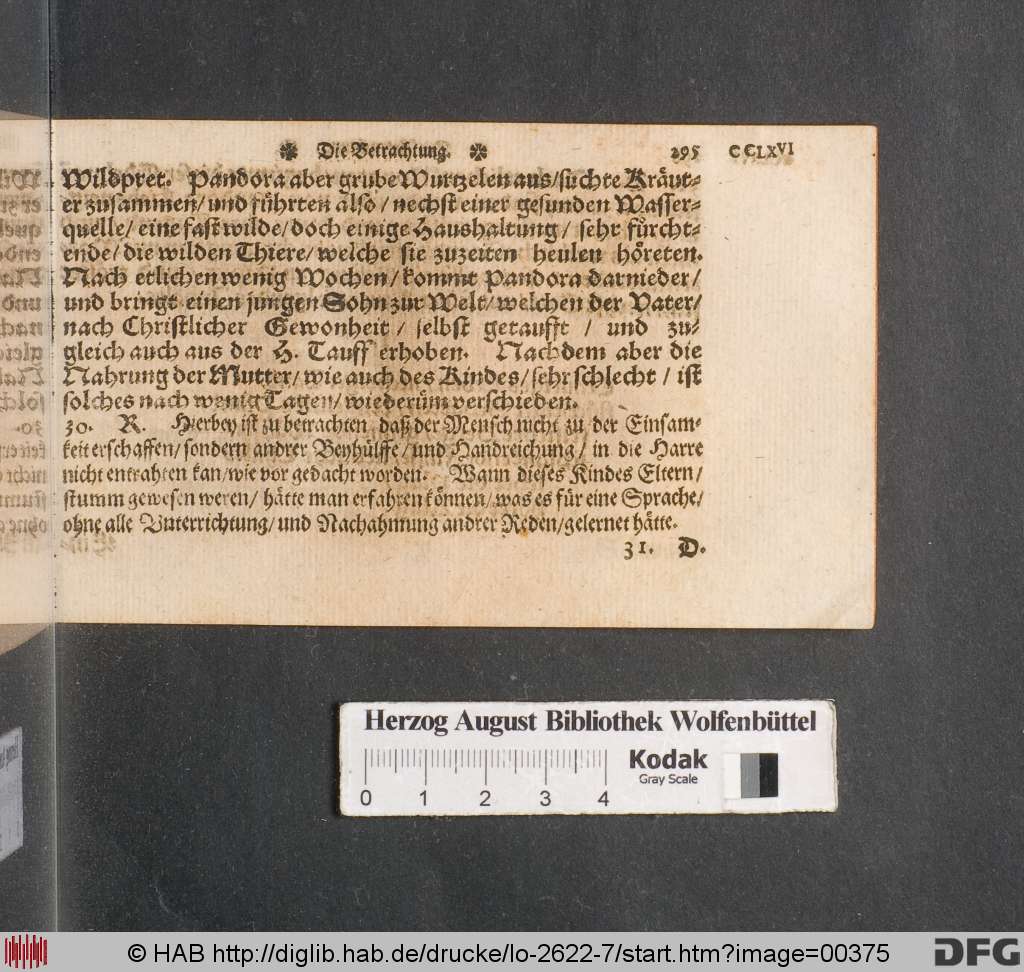 ✽ Die Betrachtung. ✽ 295 CCLXVI
Wildpret. Pandora aber grube Wurtzelen aus/suchte Kräut-
er zusammen/und führten also/nechst einer gesunden Wasser-
quelle/eine fast wilde/doch einige Haushaltung/ sehr fürcht-
ende/die wilden Thiere/welche sie zuzeiten heulen höreten.
Nach etlichen wenig Wochen/kommt Pandora darnieder/
und bringt einen jungen Sohn zur Welt/welchen der Vater/
nach Christlicher Gewonheit / selbst getaufft / und zu-
gleich auch aus der H. Tauff erhoben. Nachdem aber die
Nahrung der Mutter/wie auch des Kindes/sehr schlecht / ist
solches nach wenig Tagen/wiederüm verschieden.
30. R. Hierbey ist zu betrachten/daß der Mensch nicht zu der Einsam-
keit erschaffen/sondern andrer Beyhülffe/und Handreichung/ in die Harre
nicht entrahten kan/wie vor gedacht worden. Wann dieses Kindes Eltern/
stumm gewesen weren/ hätte man erfahren können/was es für eine Sprache/
ohne alle Vnterrichtung/und Nachahmung andrer Reden/gelernet hätte.
31. D.
Herzog August Bibliothek Wolfenbüttel
Kodak
Gray Scale
0 1 2 3 4
© HAB http://diglib.hab.de/drucke/lo-2622-7/start.htm?image=00375
DFG